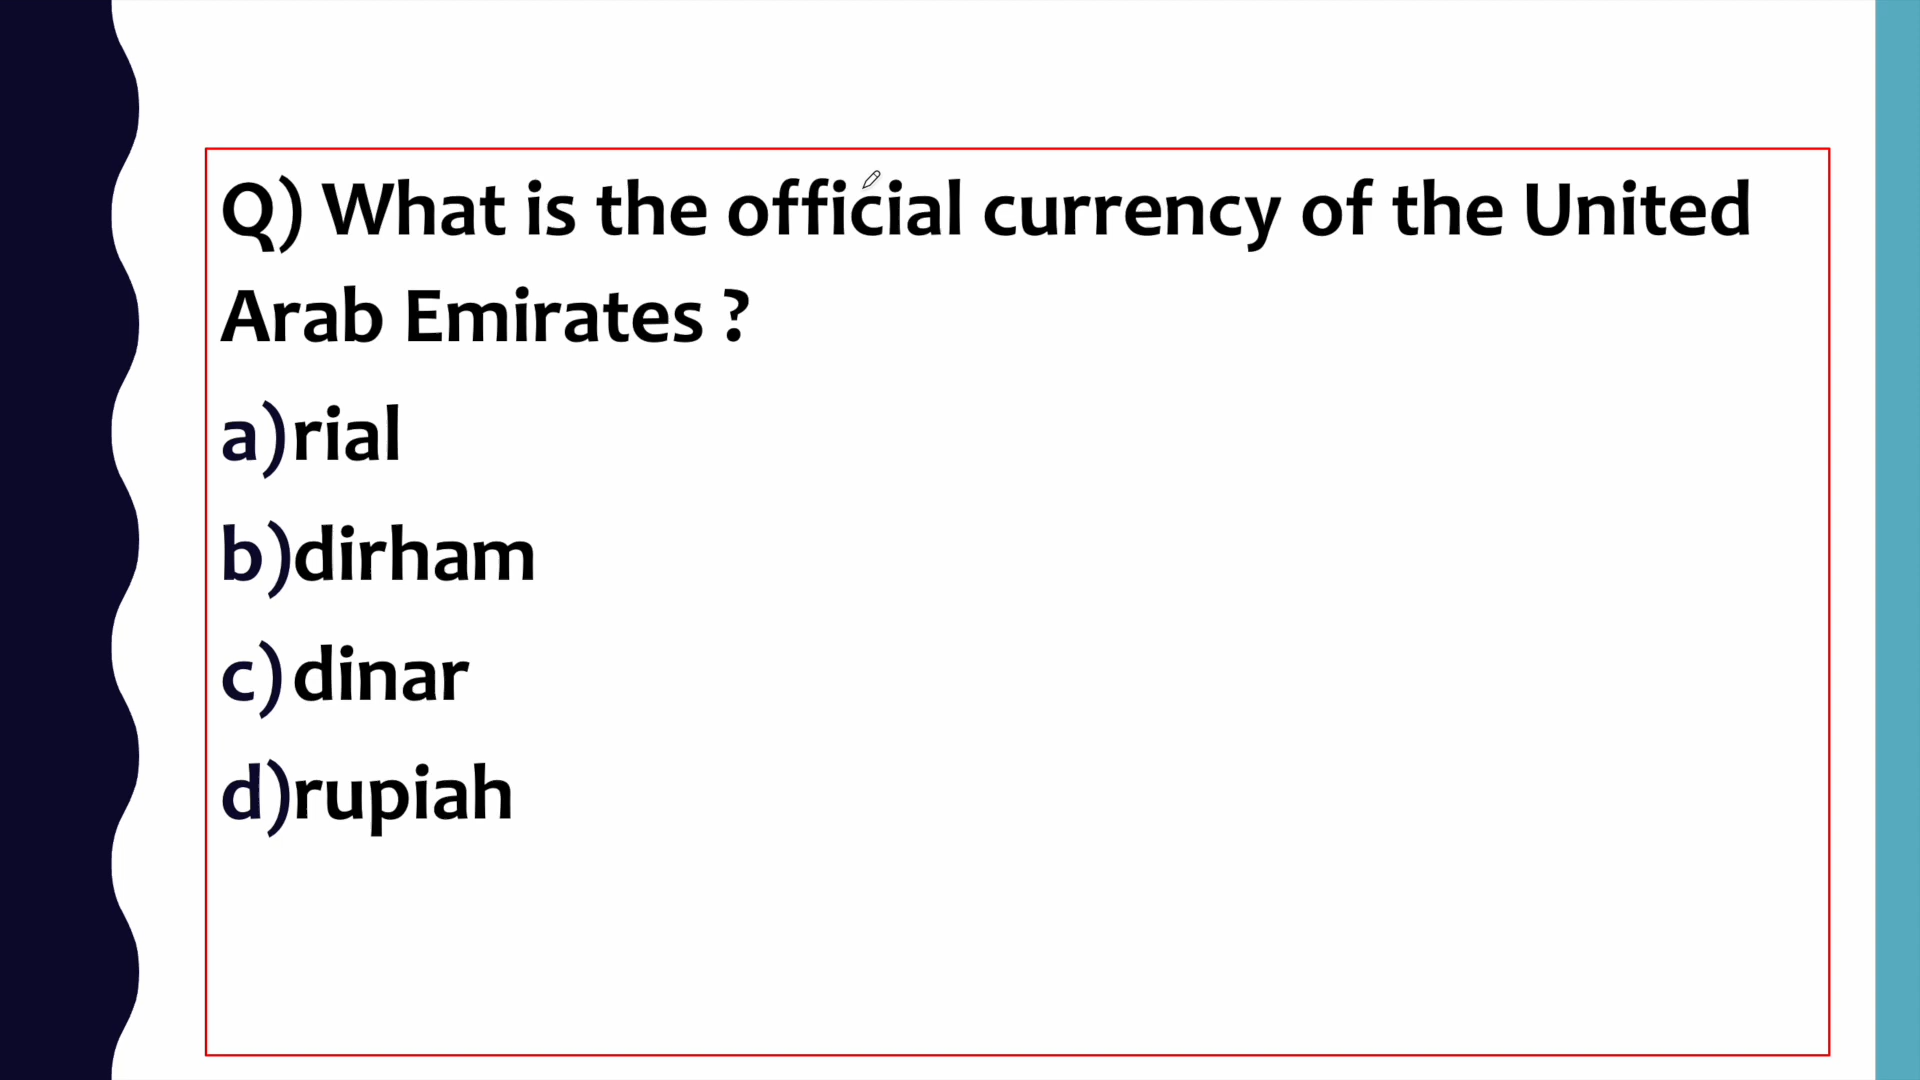 Q) What is the official currency of the United
Arab Emirates ?
a)rial
b)dirham
c)dinar
d)rupiah